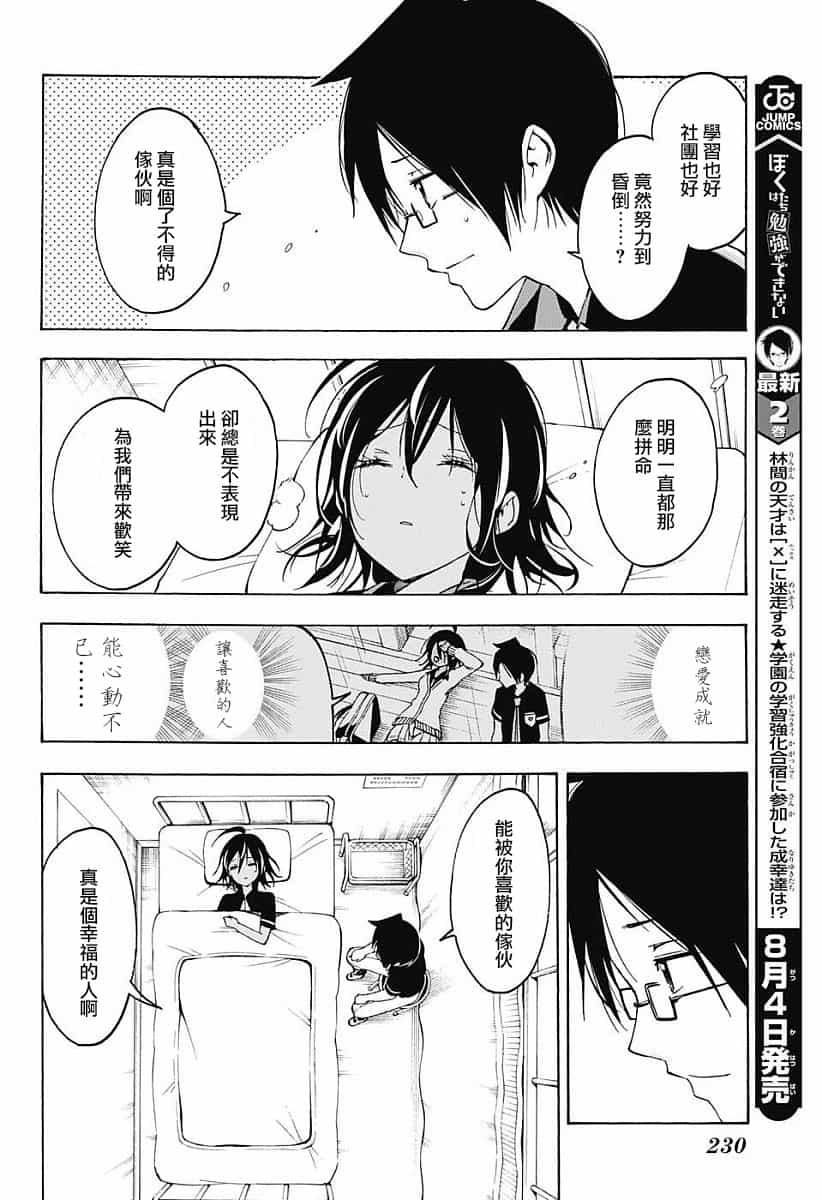 學習也好
社團也好
竟然努力到
昏倒……?
真是個了不得的
傢伙啊
明明一直都那
麼拼命
卻總是不表現
出來
為我們帶來歡笑
戀愛成就
讓喜歡的人
能心動不
已……
能被你喜歡的傢伙
真是個幸福的人啊
230
JUMP
COMICS
ぼくたちは勉強ができない
最新
2
巻
林間の天才は[x]に迷走する★学園の学習強化合宿に参加した成幸達は!?
8月4日発売